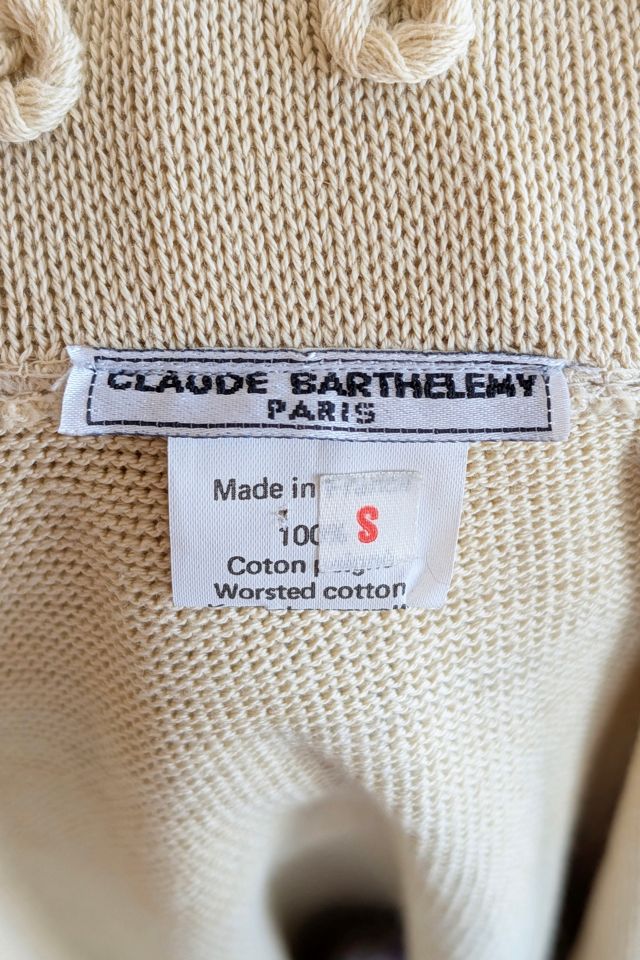 CLAUDE BARTHELEMY
PARIS
Made in
S
100%
Coton
Worsted cotton